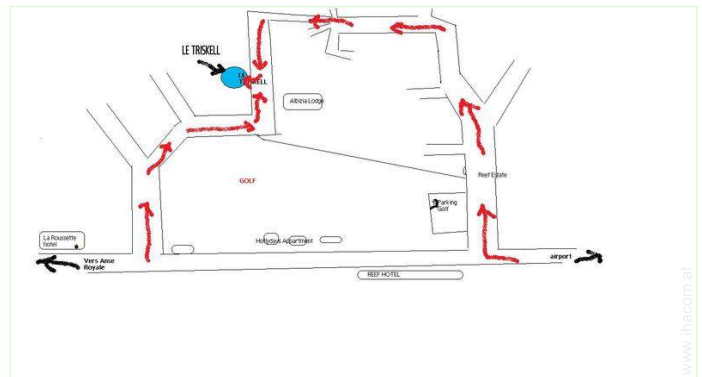 LE TRISKELL
LE
TRISKELL
Albizia Lodge
GOLF
Reef Estate
Parking
Golf
La Roussette
hotel
Hollydays Appartment
Vers Anse
Royale
airport
REEF HOTEL
www.ihacom.at